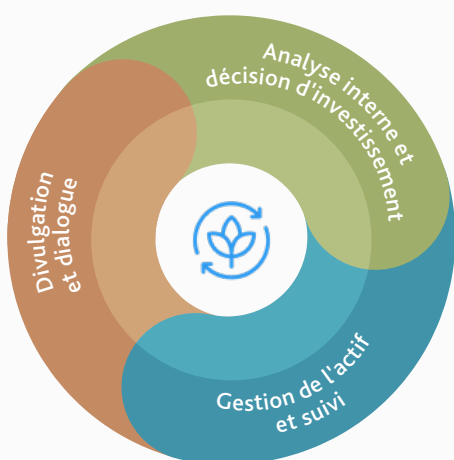 Analyse interne et
décision d'investissement
Divulgation
et dialogue
Gestion de l'actif
et suivi